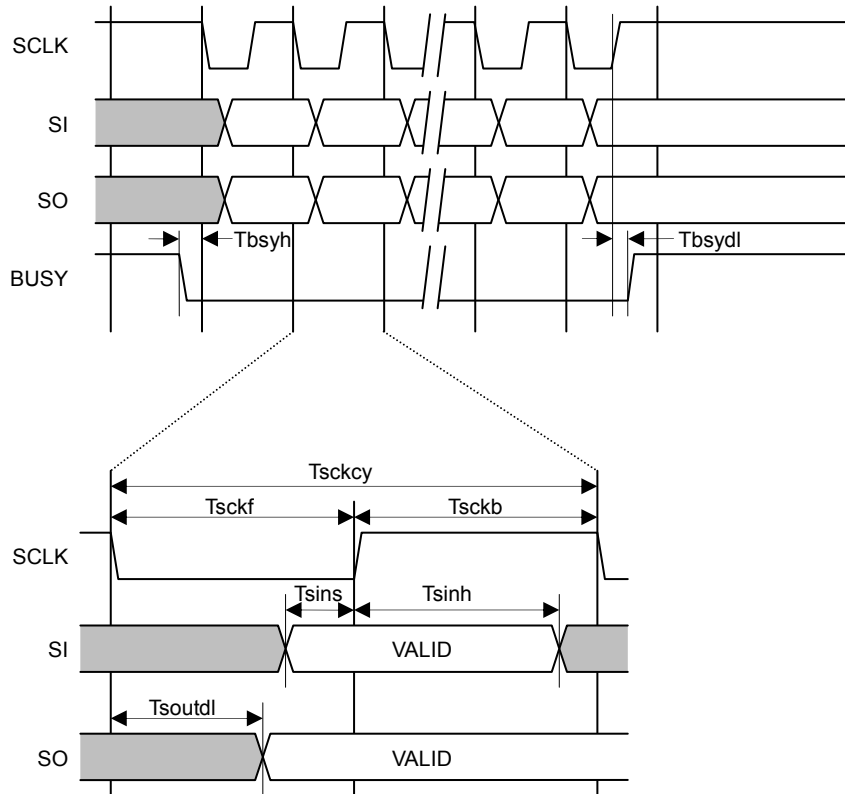 SCLK
SI
SO
Tbsyh Tbsydl
BUSY
Tsckcy
Tsckf Tsckb
SCLK
Tsins Tsinh
SI VALID
Tsoutdl
SO VALID